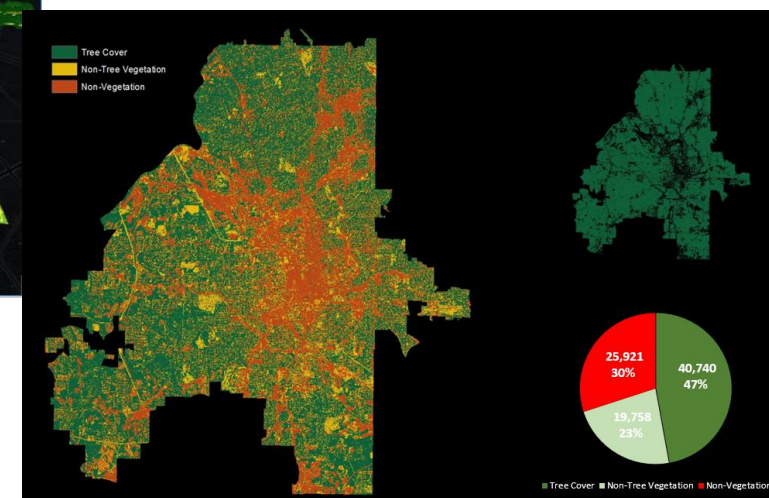 Tree Cover
Non-Tree Vegetation
Non-Vegetation
25,921
30%
40,740
47%
19,758
23%
Tree Cover Non-Tree Vegetation Non-Vegetation